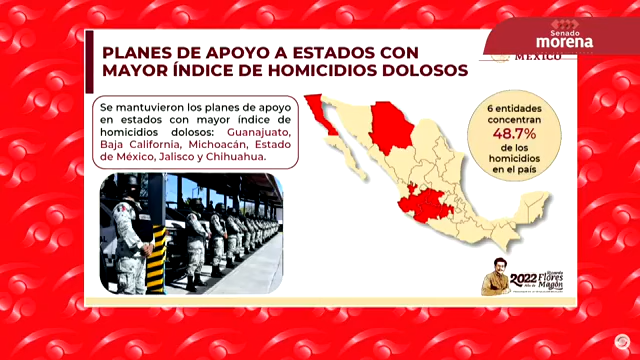 Senado
morena
MÉXICO
PLANES DE APOYO A ESTADOS CON
MAYOR ÍNDICE DE HOMICIDIOS DOLOSOS
Se mantuvieron los planes de apoyo
en estados con mayor índice de
homicidios dolosos: Guanajuato,
Baja California, Michoacán, Estado
de México, Jalisco y Chihuahua.
6 entidades
concentran
48.7%
de los
homicidios
en el país
2022 Ricardo
Año de Flores
Magón